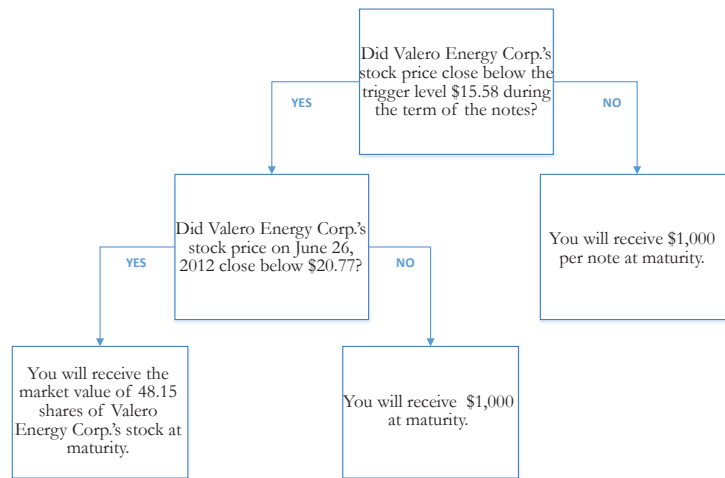 Did Valero Energy Corp.'s
stock price close below the
trigger level $15.58 during
the term of the notes?
YES
NO
Did Valero Energy Corp.'s
stock price on June 26,
2012 close below $20.77?
You will receive $1,000
per note at maturity.
YES
NO
You will receive the
market value of 48.15
shares of Valero
Energy Corp.'s stock at
maturity.
You will receive $1,000
at maturity.